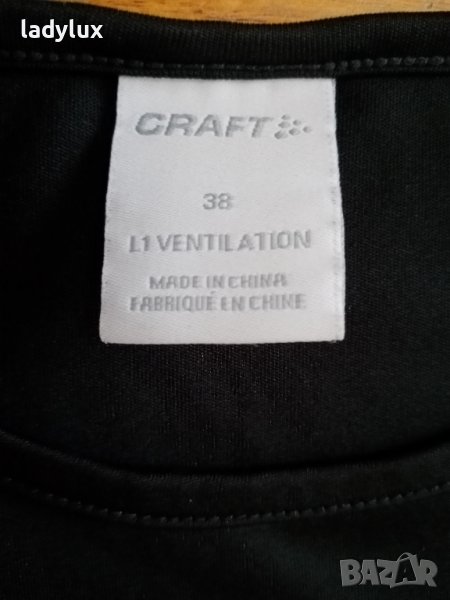 ladylux
CRAFT
38
L1 VENTILATION
MADE IN CHINA
FABRIQUÉ EN CHINE
BAZAR